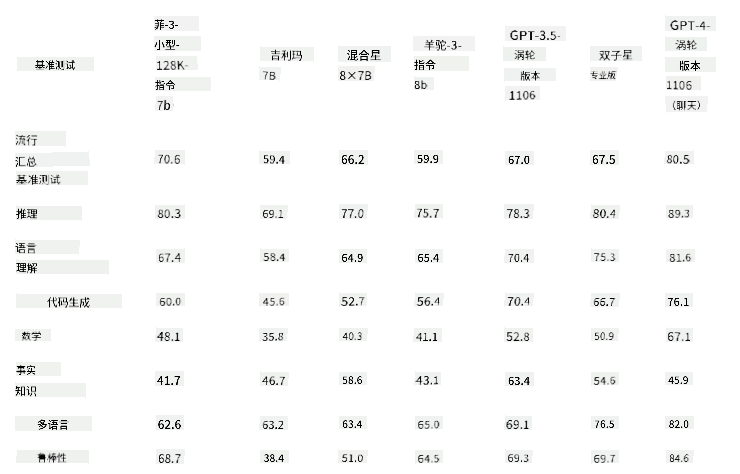 基准测试 菲-3-小型-128K-指令 7b 吉利玛 7B 混合星 8×7B 羊驼-3-指令 8b GPT-3.5-涡轮 版本 1106 双子星 专业版 GPT-4-涡轮 版本 1106 (聊天)
流行 汇总 基准测试 70.6 59.4 66.2 59.9 67.0 67.5 80.5
推理 80.3 69.1 77.0 75.7 78.3 80.4 89.3
语言 理解 67.4 58.4 64.9 65.4 70.4 75.3 81.6
代码生成 60.0 45.6 52.7 56.4 70.4 66.7 76.1
数学 48.1 35.8 40.3 41.1 52.8 50.9 67.1
事实 知识 41.7 46.7 58.6 43.1 63.4 54.6 45.9
多语言 62.6 63.2 63.4 65.0 69.1 76.5 82.0
鲁棒性 68.7 38.4 51.0 64.5 69.3 69.7 84.6